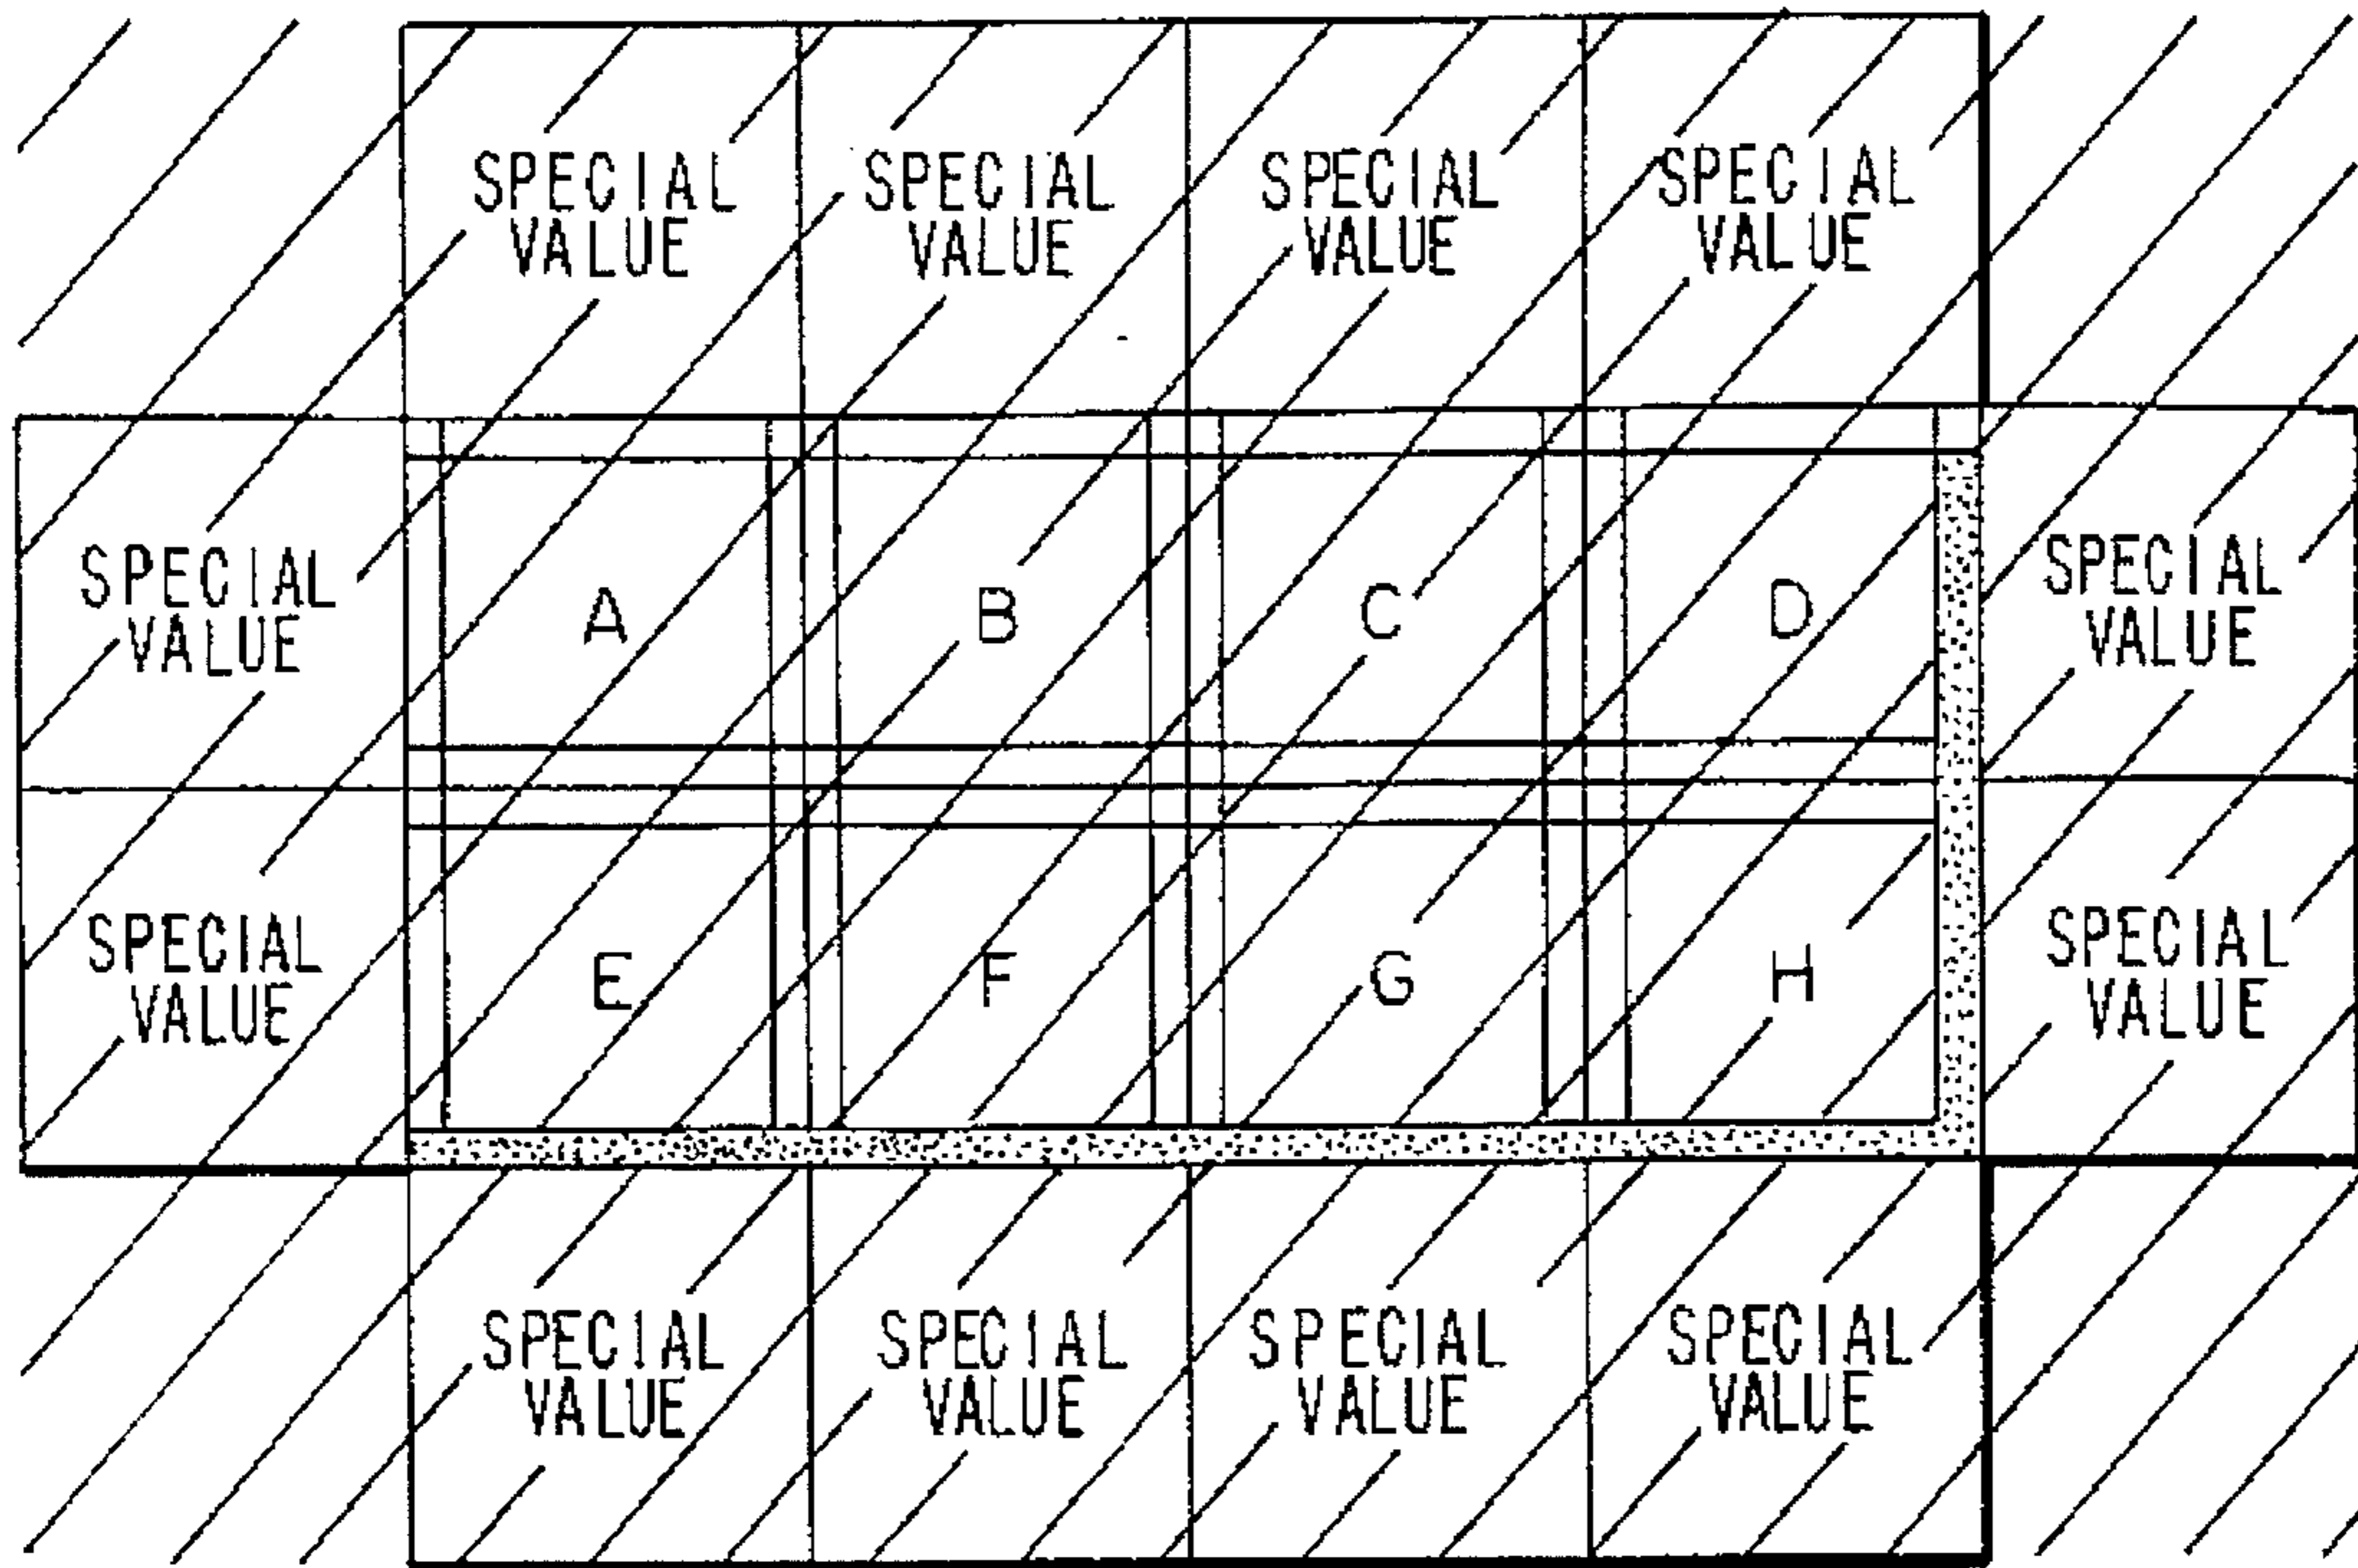 SPECIAL SPECIAL SPECIAL SPECIAL
VALUE VALUE VALUE VALUE
SPECIAL A B C D SPECIAL
VALUE VALUE
SPECIAL E F G H SPECIAL
VALUE VALUE
SPECIAL SPECIAL SPECIAL SPECIAL
VALUE VALUE VALUE VALUE